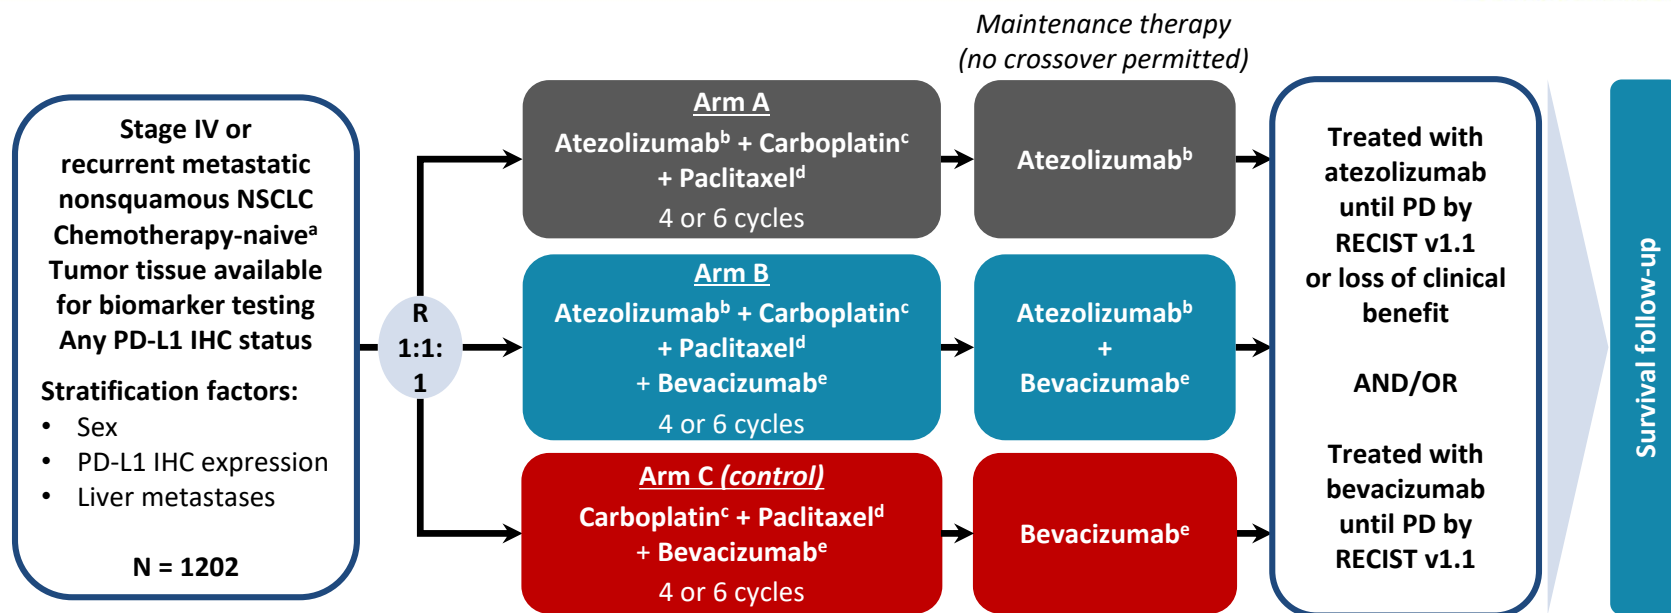 Maintenance therapy
(no crossover permitted)
Stage IV or
recurrent metastatic
nonsquamous NSCLC
Chemotherapy-naiveᵃ
Tumor tissue available
for biomarker testing
Any PD-L1 IHC status
Stratification factors:
• Sex
• PD-L1 IHC expression
• Liver metastases
N = 1202
R
1:1:
1
Arm A
Atezolizumabᵇ + Carboplatinᶜ
+ Paclitaxelᵈ
4 or 6 cycles
Atezolizumabᵇ
Arm B
Atezolizumabᵇ + Carboplatinᶜ
+ Paclitaxelᵈ
+ Bevacizumabᵉ
4 or 6 cycles
Atezolizumabᵇ
+
Bevacizumabᵉ
Arm C (control)
Carboplatinᶜ + Paclitaxelᵈ
+ Bevacizumabᵉ
4 or 6 cycles
Bevacizumabᵉ
Treated with
atezolizumab
until PD by
RECIST v1.1
or loss of clinical
benefit
AND/OR
Treated with
bevacizumab
until PD by
RECIST v1.1
Survival follow-up